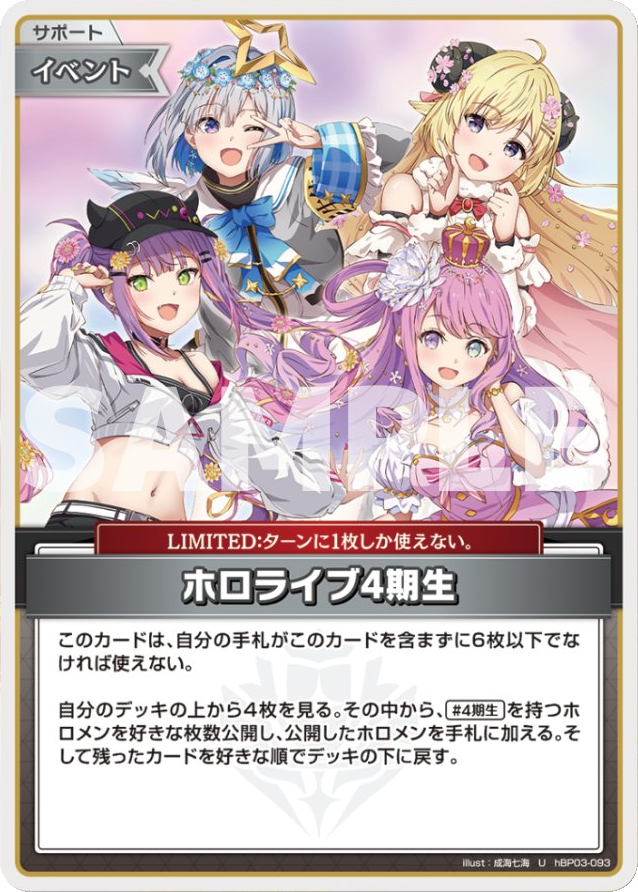 サポート
イベント
SAMPLE
LIMITED:ターンに1枚しか使えない。
ホロライブ4期生
このカードは、自分の手札がこのカードを含まずに6枚以下でな
ければ使えない。
自分のデッキの上から4枚を見る。その中から、#4期生を持つホ
ロメンを好きな枚数公開し、公開したホロメンを手札に加える。そ
して残ったカードを好きな順でデッキの下に戻す。
illust:成海七海 U hBP03-093